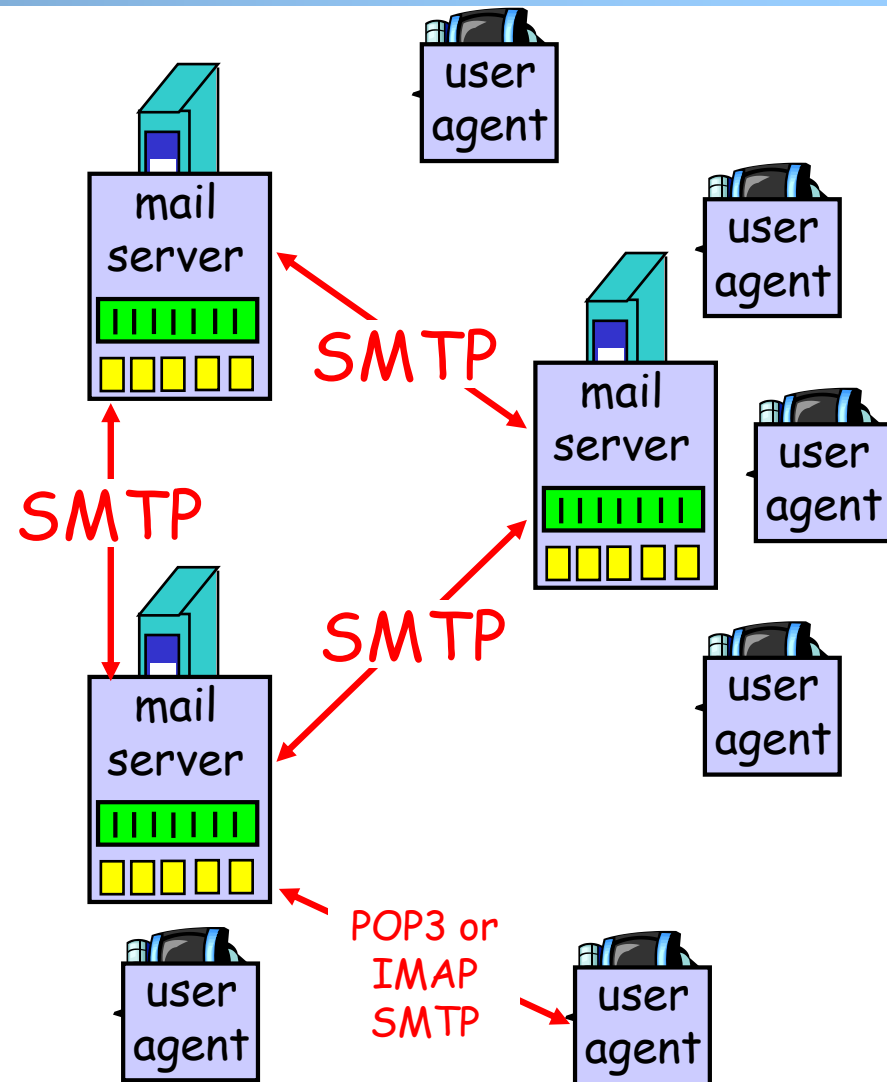 user
agent
mail
server
user
agent
SMTP
mail
server
user
agent
SMTP
SMTP
mail
server
user
agent
POP3 or
IMAP
SMTP
user
agent
user
agent